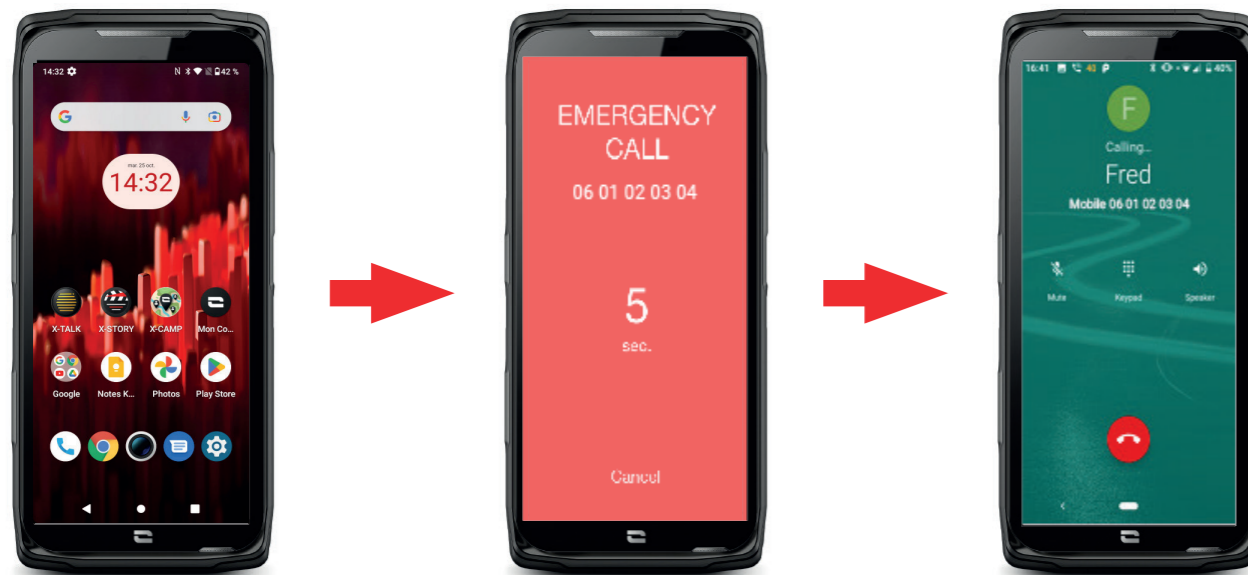 14:32
N
42 %
G
mar. 25 oct.
14:32
X-TALK X-STORY X-CAMP Mon Co...
Google Notes K... Photos Play Store
EMERGENCY
CALL
06 01 02 03 04
5
sec.
Cancel
16:41 40 P 40%
F
Calling...
Fred
Mobile 06 01 02 03 04
Mute Keypad Speaker